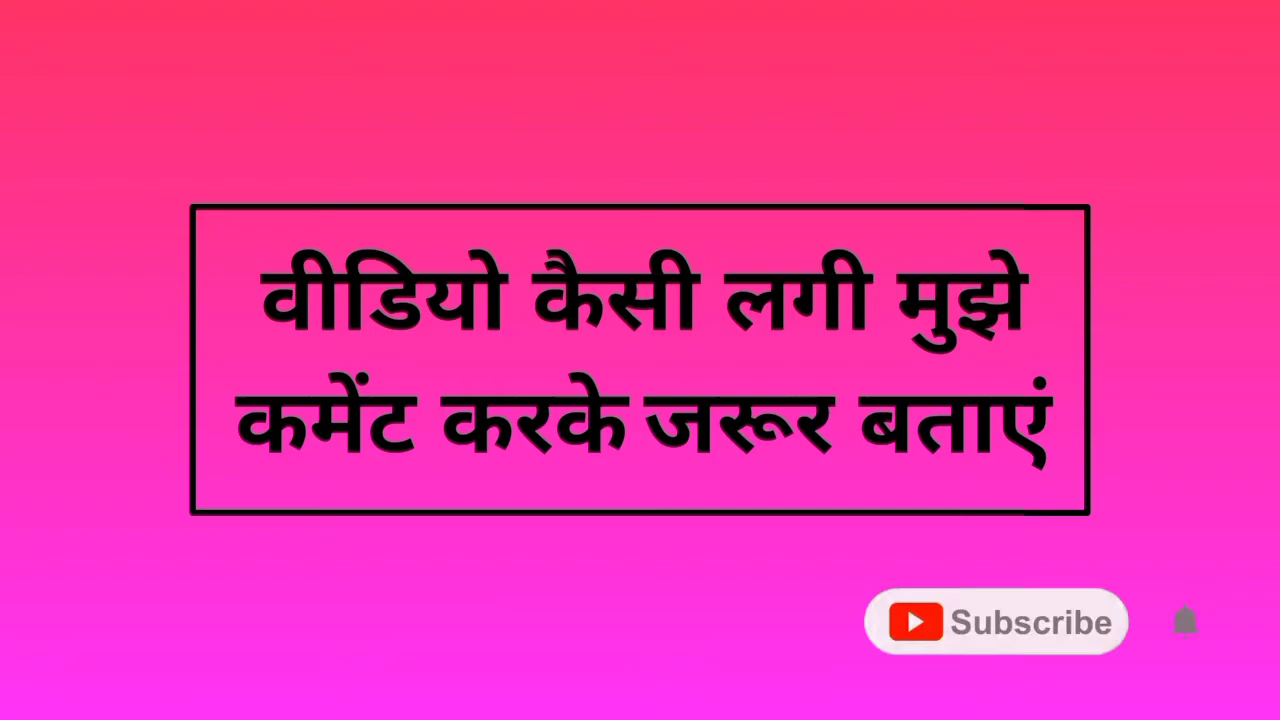 वीडियो कैसी लगी मुझे
कमेंट करके जरूर बताएं
Subscribe